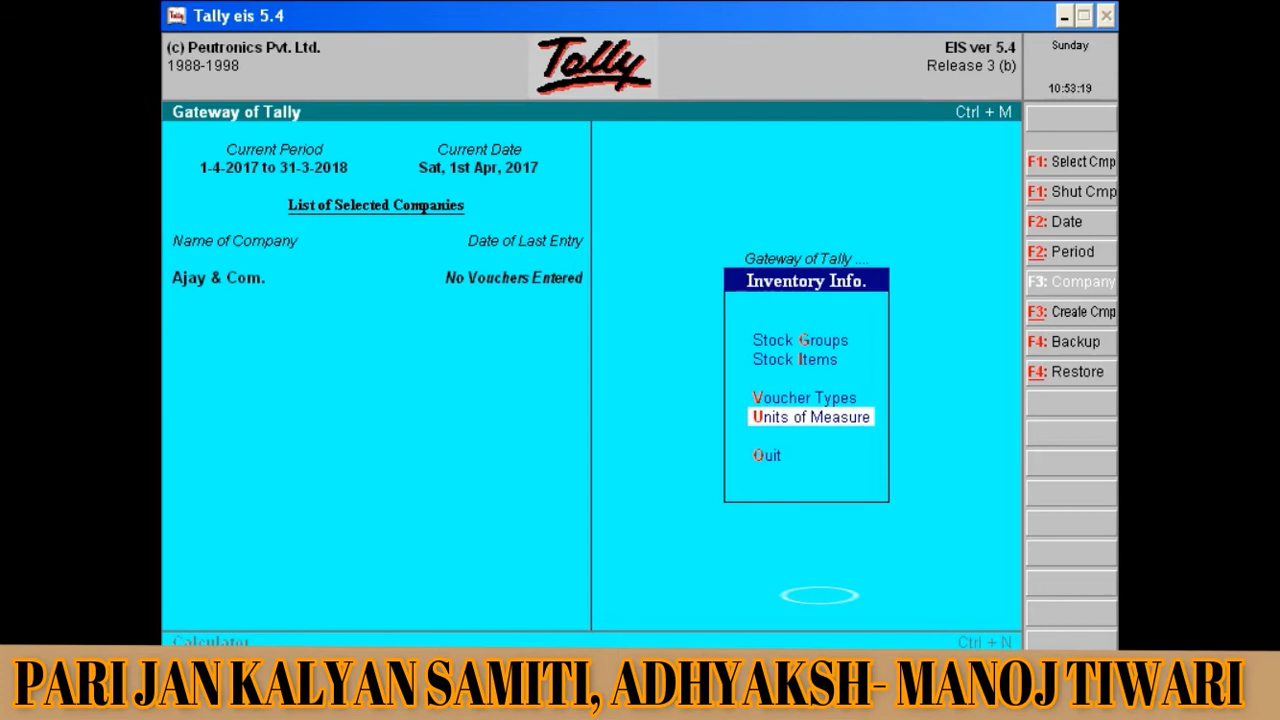 Tally eis 5.4
(c) Peutronics Pvt. Ltd.
1988-1998
Tally
EIS ver 5.4
Release 3 (b)
Sunday
10:53:19
Gateway of Tally
Ctrl + M
Current Period
1-4-2017 to 31-3-2018
Current Date
Sat, 1st Apr, 2017
List of Selected Companies
Name of Company
Date of Last Entry
Ajay & Com.
No Vouchers Entered
Gateway of Tally ....
Inventory Info.
Stock Groups
Stock Items
Voucher Types
Units of Measure
Quit
F1: Select Cmp
F1: Shut Cmp
F2: Date
F2: Period
F3: Company
F3: Create Cmp
F4: Backup
F4: Restore
Calculator
Ctrl + N
PARI JAN KALYAN SAMITI, ADHYAKSH- MANOJ TIWARI